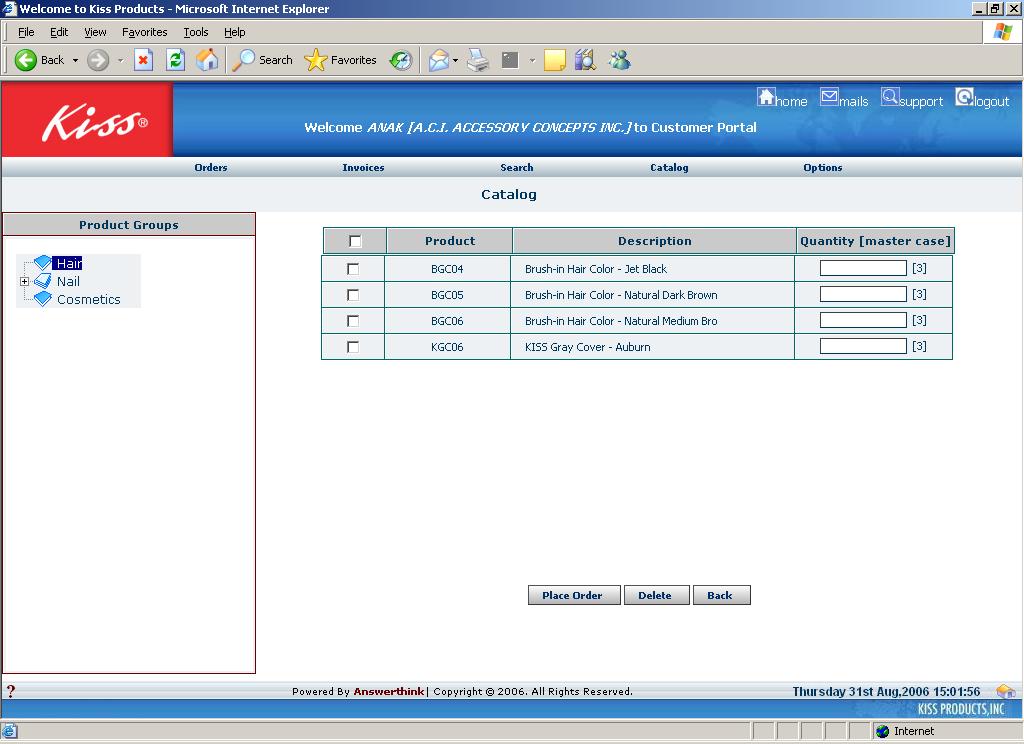 Welcome to Kiss Products - Microsoft Internet Explorer
File Edit View Favorites Tools Help
Back Search Favorites
Kiss®
home mails support logout
Welcome ANAK [A.C.I. ACCESSORY CONCEPTS INC.] to Customer Portal
Orders Invoices Search Catalog Options
Catalog
Product Groups
Hair
Nail
Cosmetics
Product Description Quantity [master case]
BGC04 Brush-in Hair Color - Jet Black [3]
BGC05 Brush-in Hair Color - Natural Dark Brown [3]
BGC06 Brush-in Hair Color - Natural Medium Bro [3]
KGC06 KISS Gray Cover - Auburn [3]
Place Order Delete Back
? Powered By Answerthink | Copyright © 2006. All Rights Reserved. Thursday 31st Aug,2006 15:01:56
KISS PRODUCTS,INC
Internet